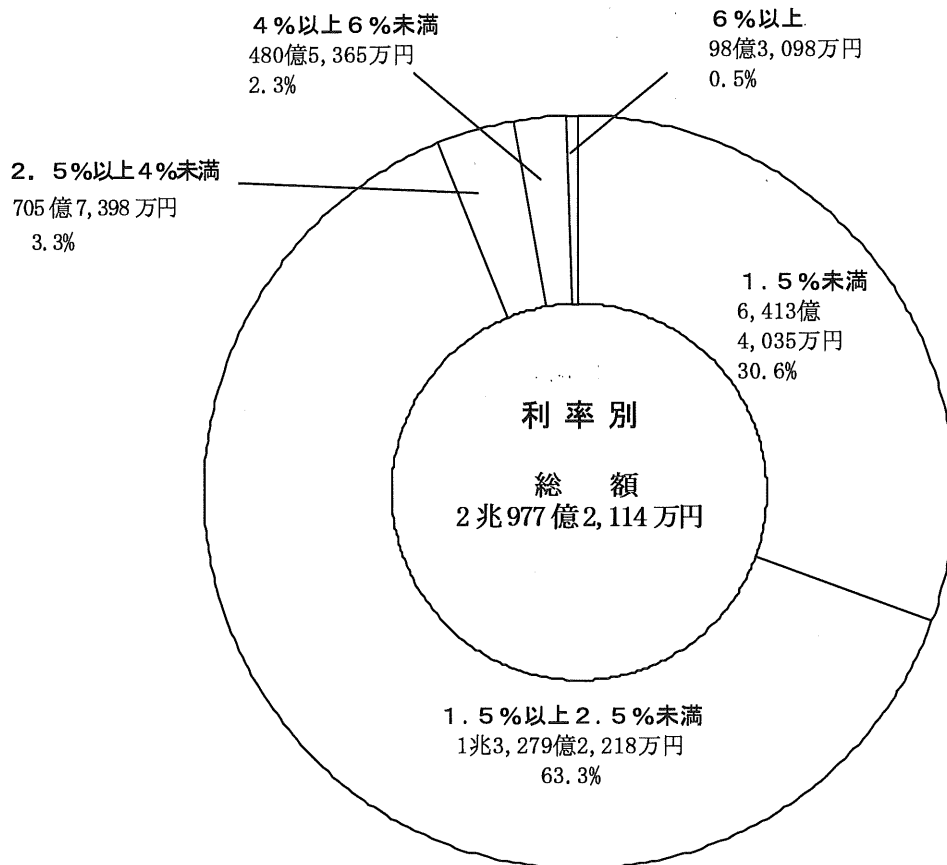 4%以上6%未満
480億5,365万円
2.3%
6%以上
98億3,098万円
0.5%
2.5%以上4%未満
705億7,398万円
3.3%
1.5%未満
6,413億
4,035万円
30.6%
利率別
総額
2兆977億2,114万円
1.5%以上2.5%未満
1兆3,279億2,218万円
63.3%